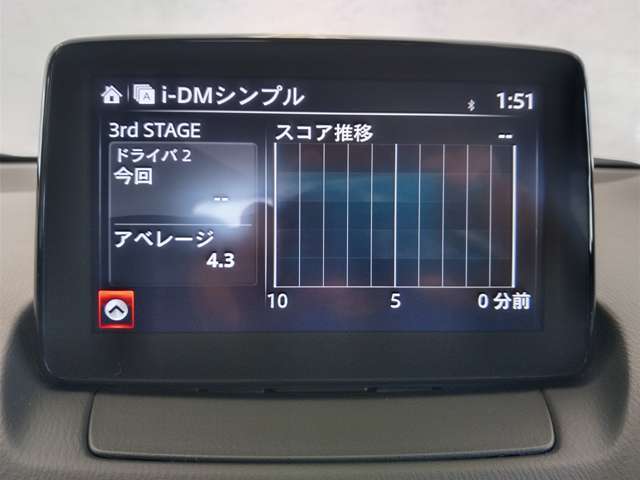 i-DMシンプル 1:51
3rd STAGE
ドライバ 2
今回
--
アベレージ
4.3
スコア推移 --
10 5 0 分前